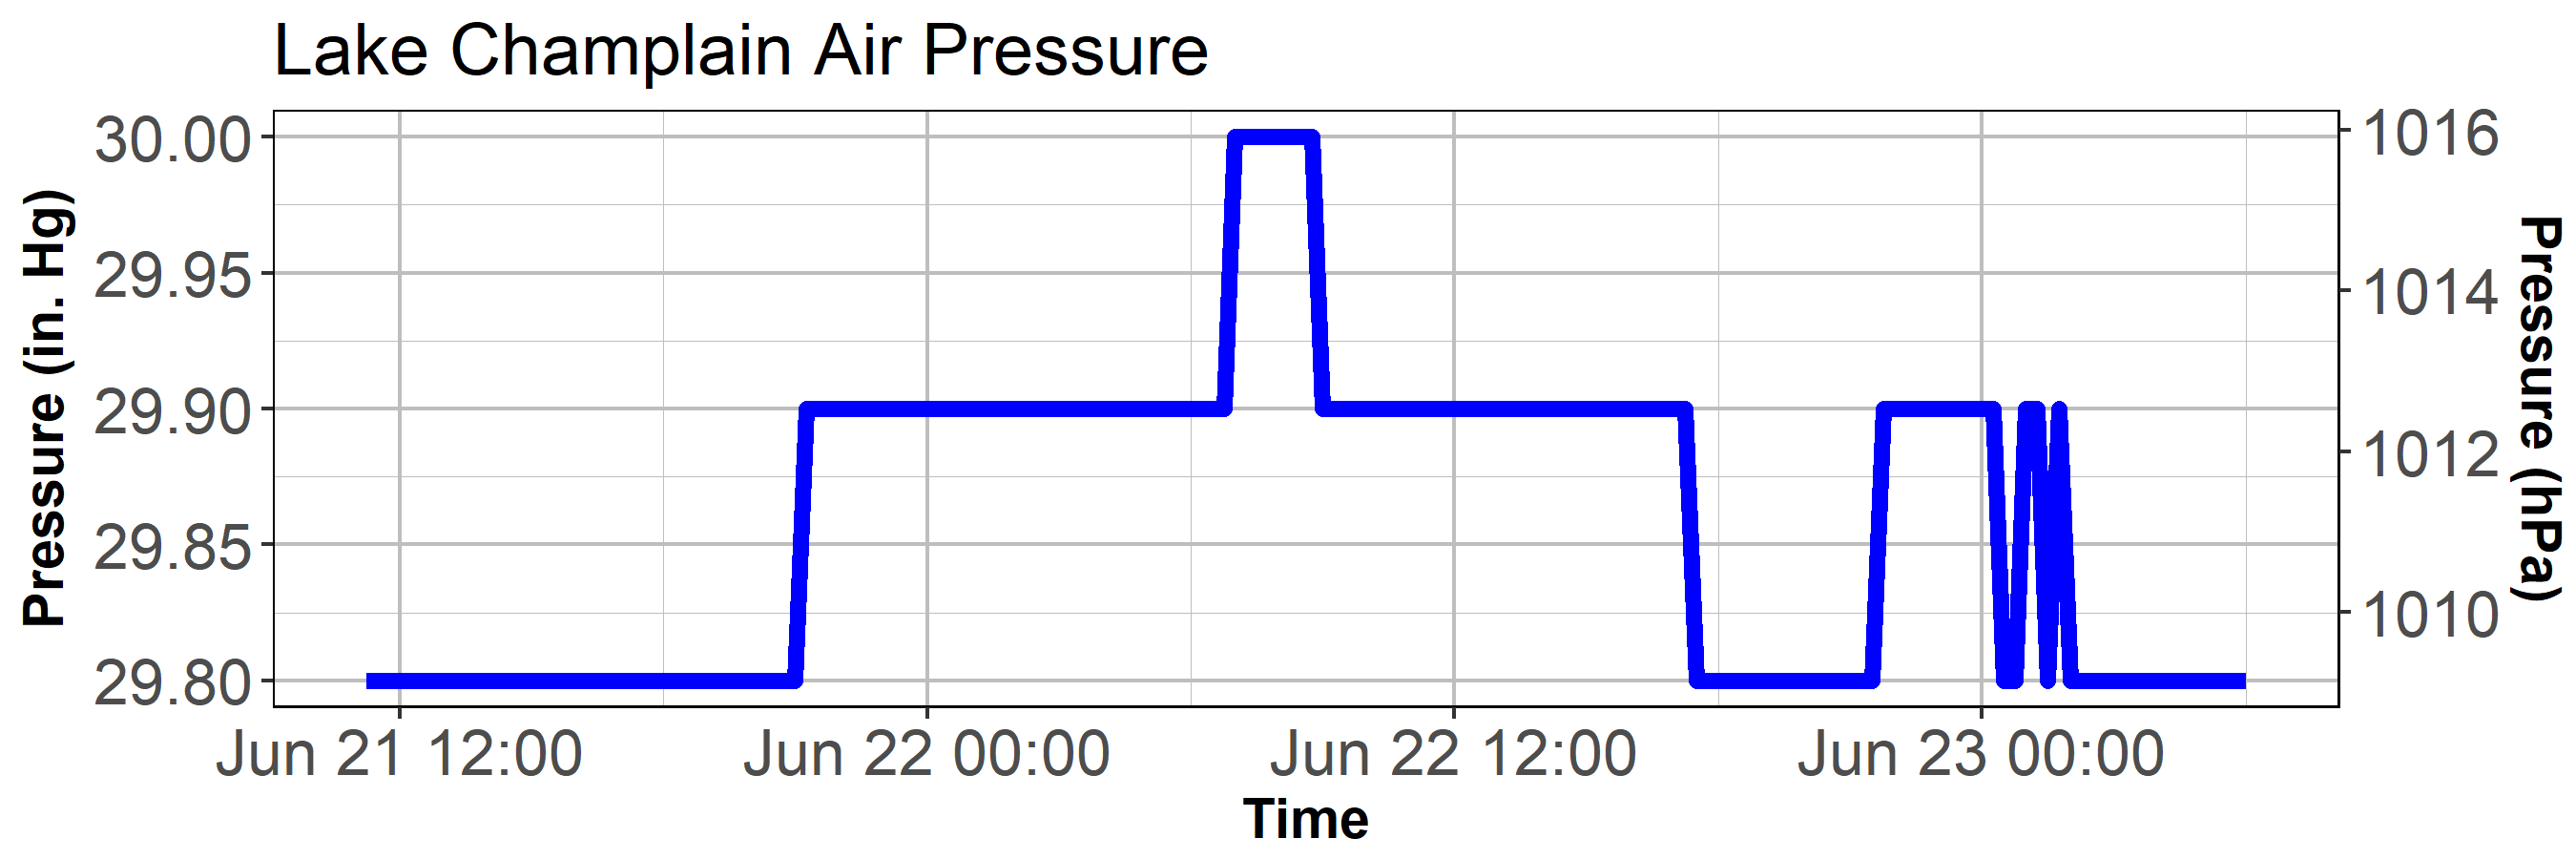 Lake Champlain Air Pressure
30.00
29.95
29.90
29.85
29.80
Pressure (in. Hg)
1016
1014
1012
1010
Pressure (hPa)
Jun 21 12:00
Jun 22 00:00
Jun 22 12:00
Jun 23 00:00
Time